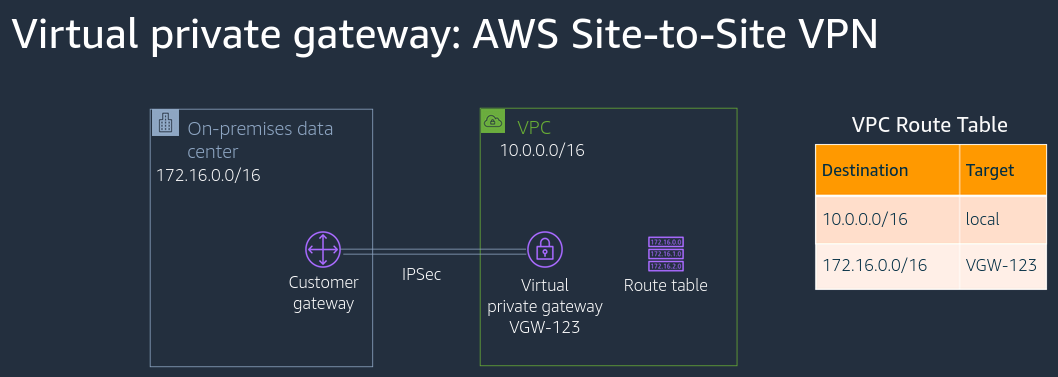 Virtual private gateway: AWS Site-to-Site VPN
On-premises data
center
172.16.0.0/16
VPC
10.0.0.0/16
Customer
gateway
IPSec
Virtual
private gateway
VGW-123
172.16.0.0
172.16.1.0
172.16.2.0
Route table
VPC Route Table
Destination Target
10.0.0.0/16 local
172.16.0.0/16 VGW-123